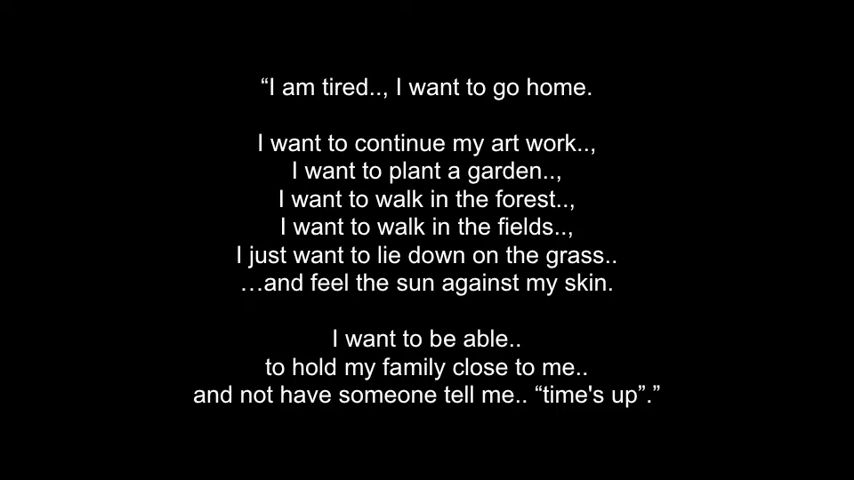 “I am tired.., I want to go home.
I want to continue my art work..,
I want to plant a garden..,
I want to walk in the forest..,
I want to walk in the fields..,
I just want to lie down on the grass..
…and feel the sun against my skin.
I want to be able..
to hold my family close to me..
and not have someone tell me.. “time's up”.”